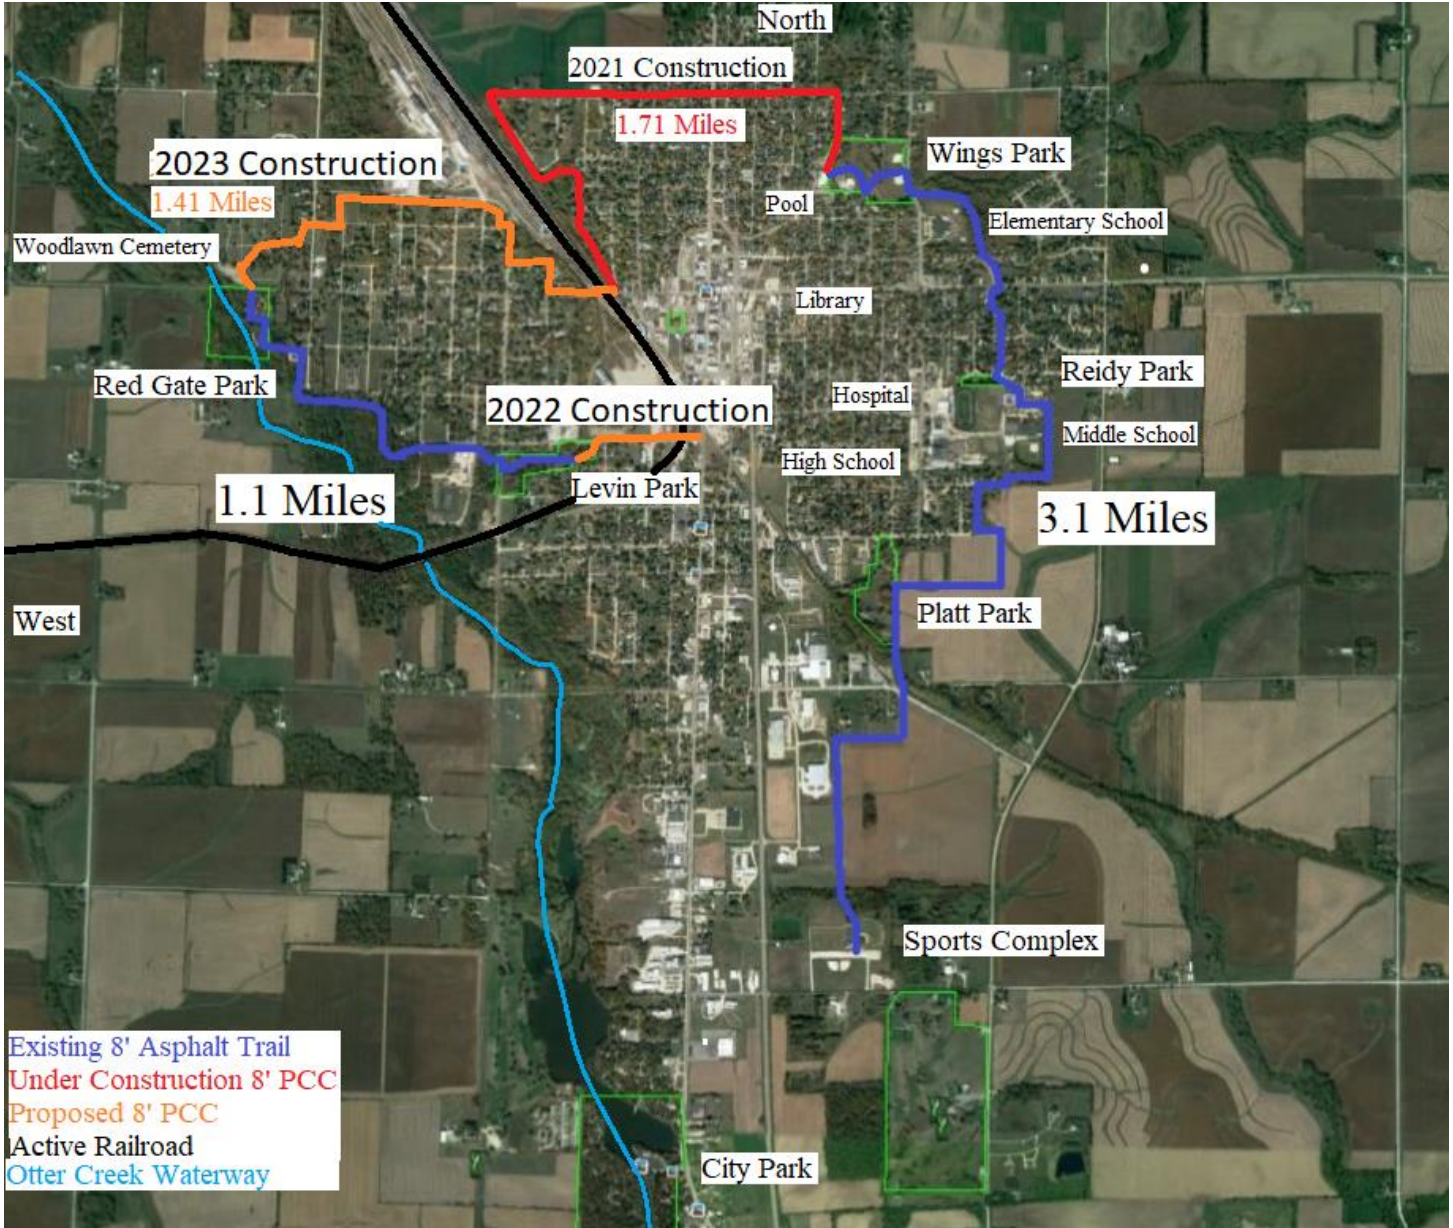 North
2021 Construction
1.71 Miles
2023 Construction
1.41 Miles
Wings Park
Pool
Elementary School
Woodlawn Cemetery
Library
Red Gate Park
Reidy Park
Hospital
2022 Construction
Middle School
High School
Levin Park
1.1 Miles
3.1 Miles
West
Platt Park
Sports Complex
Existing 8' Asphalt Trail
Under Construction 8' PCC
Proposed 8' PCC
Active Railroad
Otter Creek Waterway
City Park